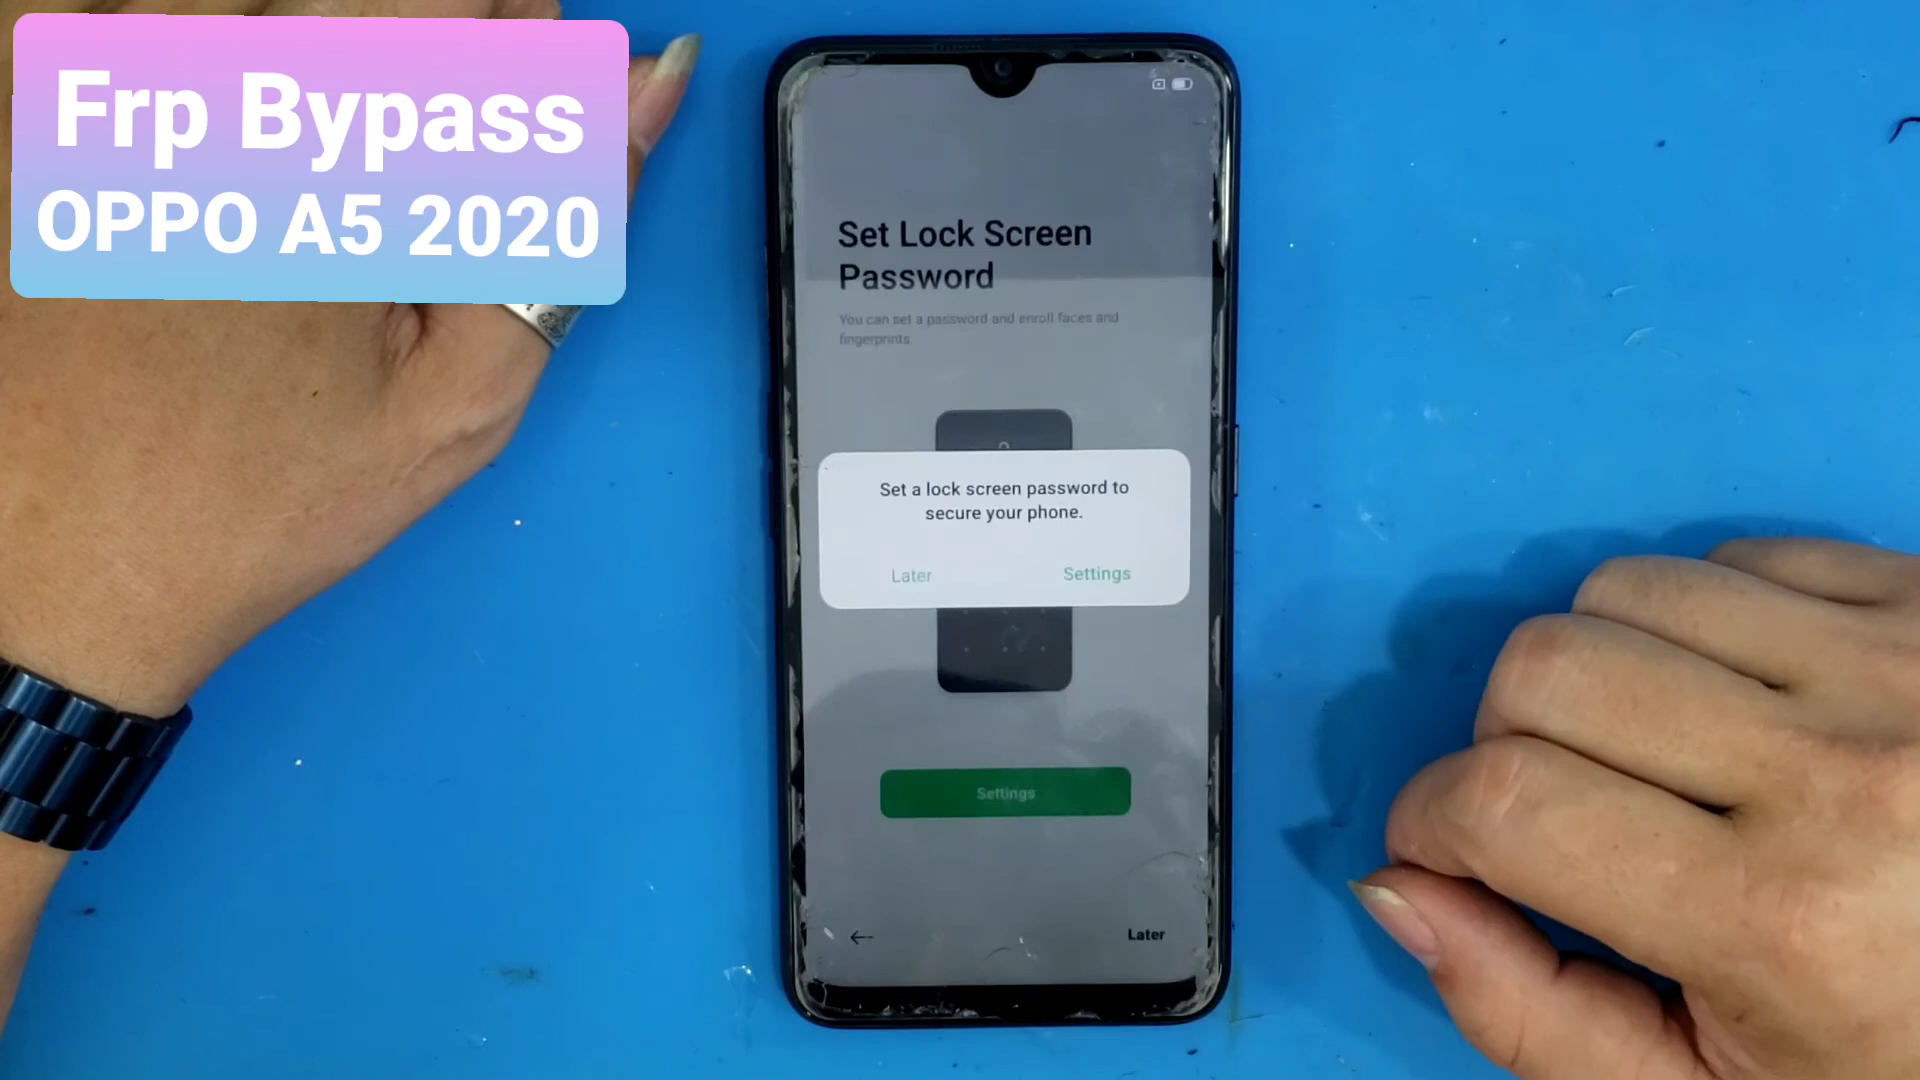 Frp Bypass
OPPO A5 2020
Set Lock Screen
Password
You can set a password and enroll faces and
fingerprints.
Set a lock screen password to
secure your phone.
Later
Settings
Settings
Later